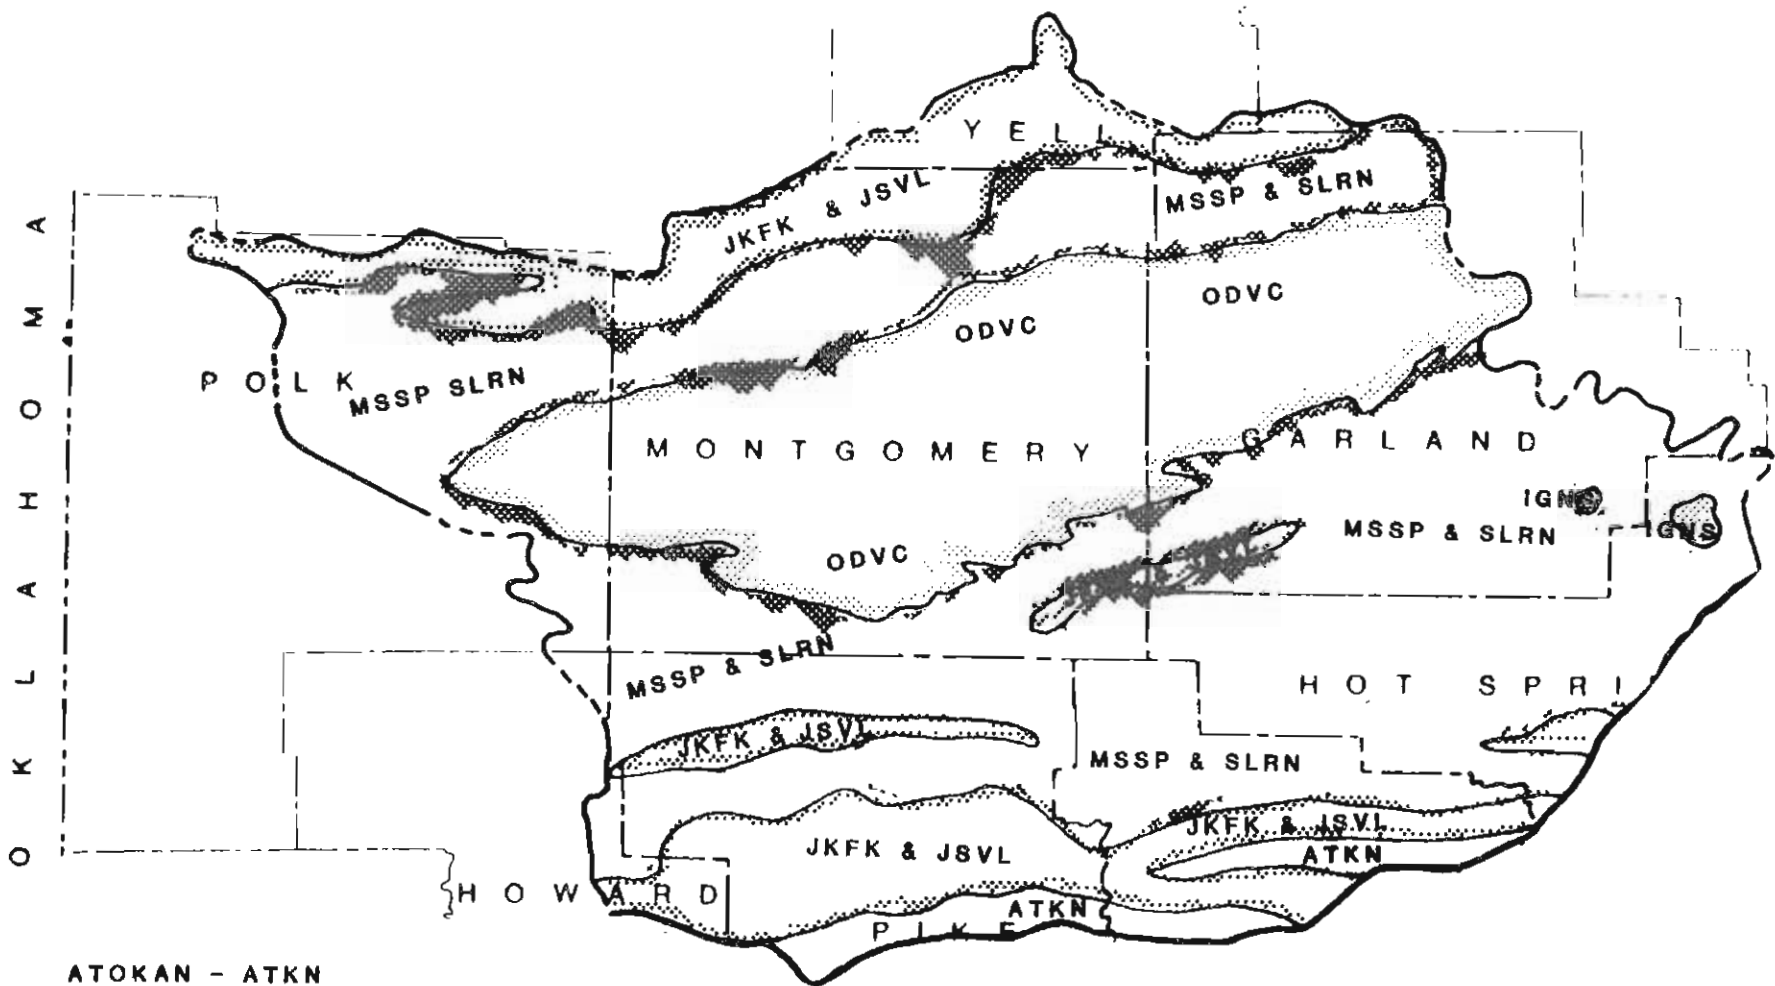 YELL
MSSP & SLRN
JKFK & JSVL
OKLAHOMA
ODVC
ODVC
POLK
MSSP SLRN
MONTGOMERY
GARLAND
IGNS
IGNS
MSSP & SLRN
ODVC
MSSP & SLRN
HOT SPRI
JKFK & JSVL
MSSP & SLRN
JKFK & JSVL
JKFK & JSVL
ATKN
HOWARD
ATKN
PIKE
ATOKAN - ATKN